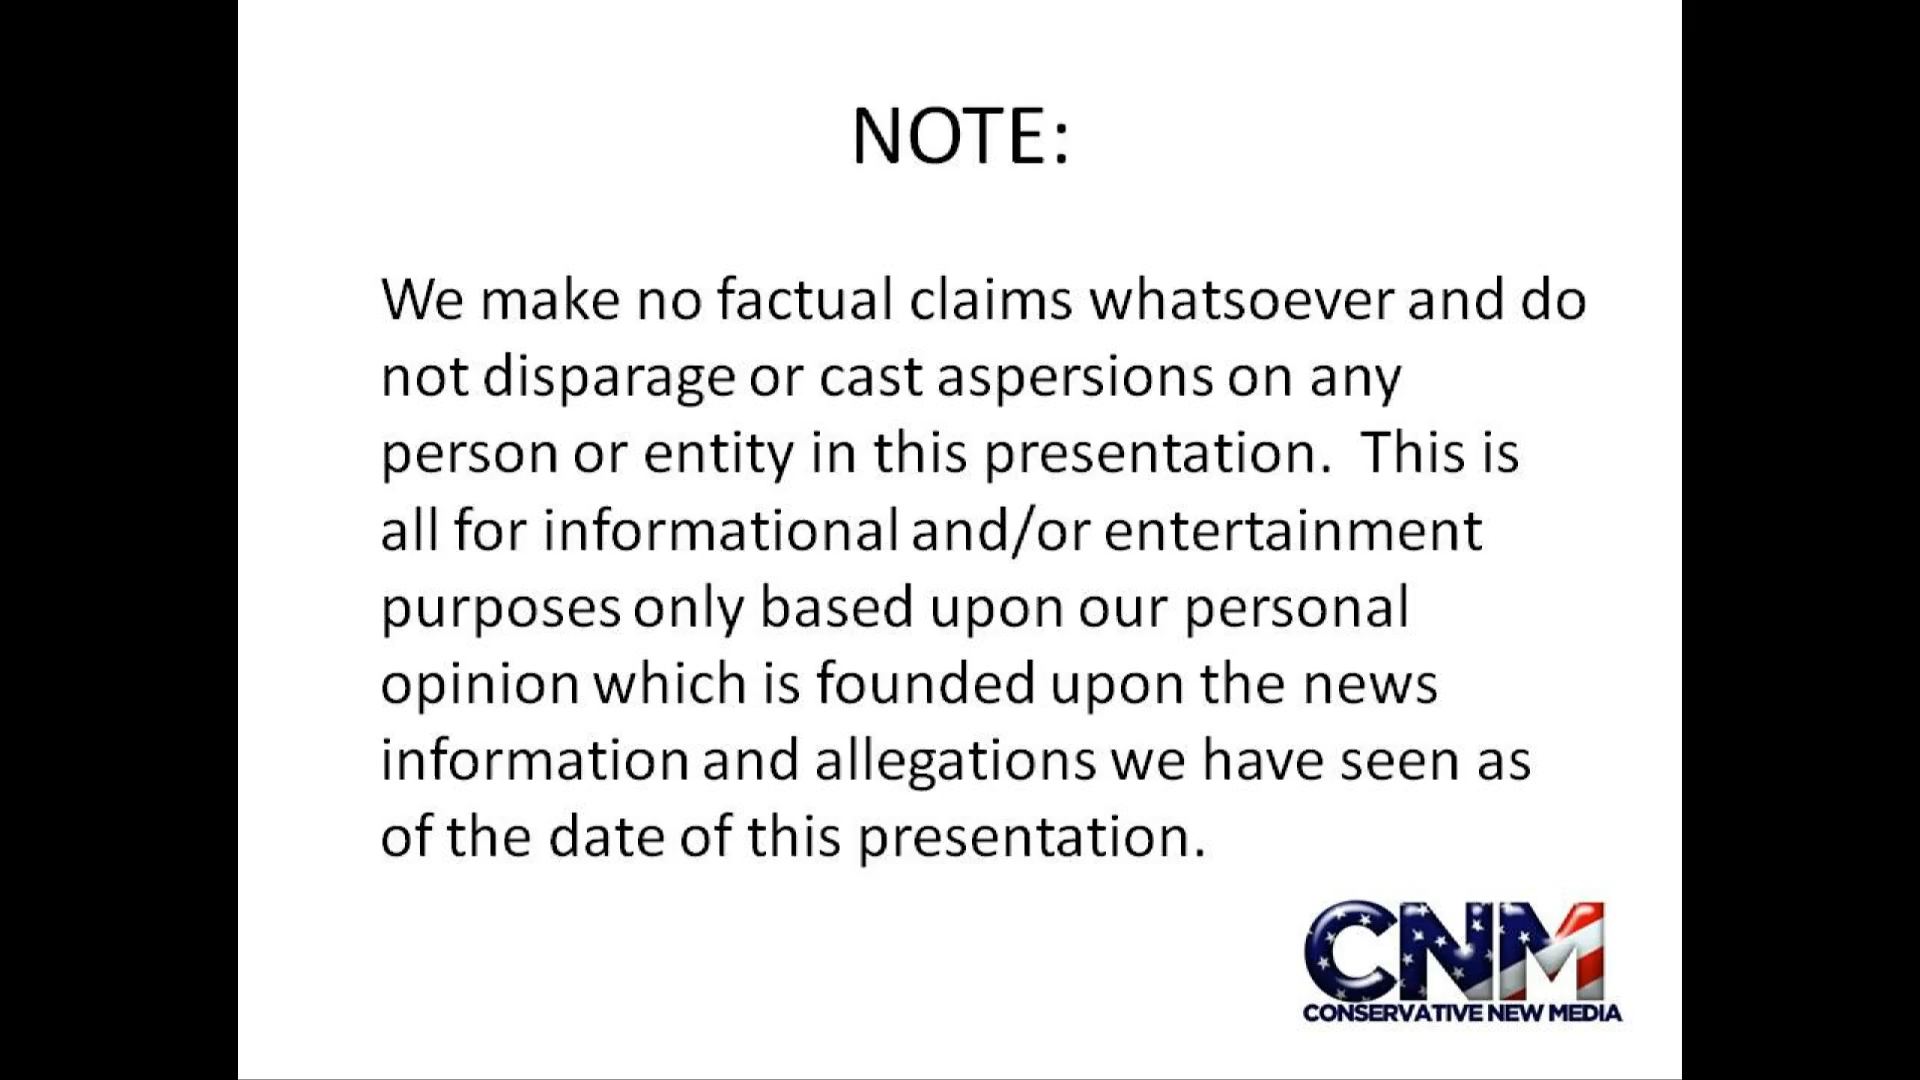 NOTE:
We make no factual claims whatsoever and do
not disparage or cast aspersions on any
person or entity in this presentation. This is
all for informational and/or entertainment
purposes only based upon our personal
opinion which is founded upon the news
information and allegations we have seen as
of the date of this presentation.
CNM
CONSERVATIVE NEW MEDIA